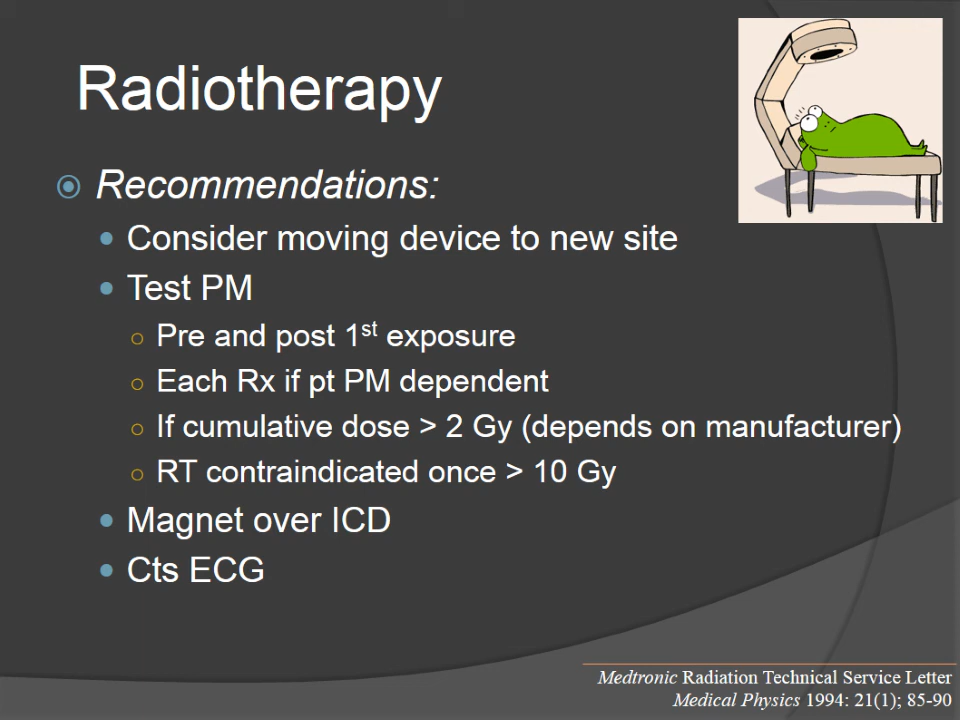 Radiotherapy
Recommendations:
Consider moving device to new site
Test PM
Pre and post 1st exposure
Each Rx if pt PM dependent
If cumulative dose > 2 Gy (depends on manufacturer)
RT contraindicated once > 10 Gy
Magnet over ICD
Cts ECG
Medtronic Radiation Technical Service Letter
Medical Physics 1994: 21(1); 85-90